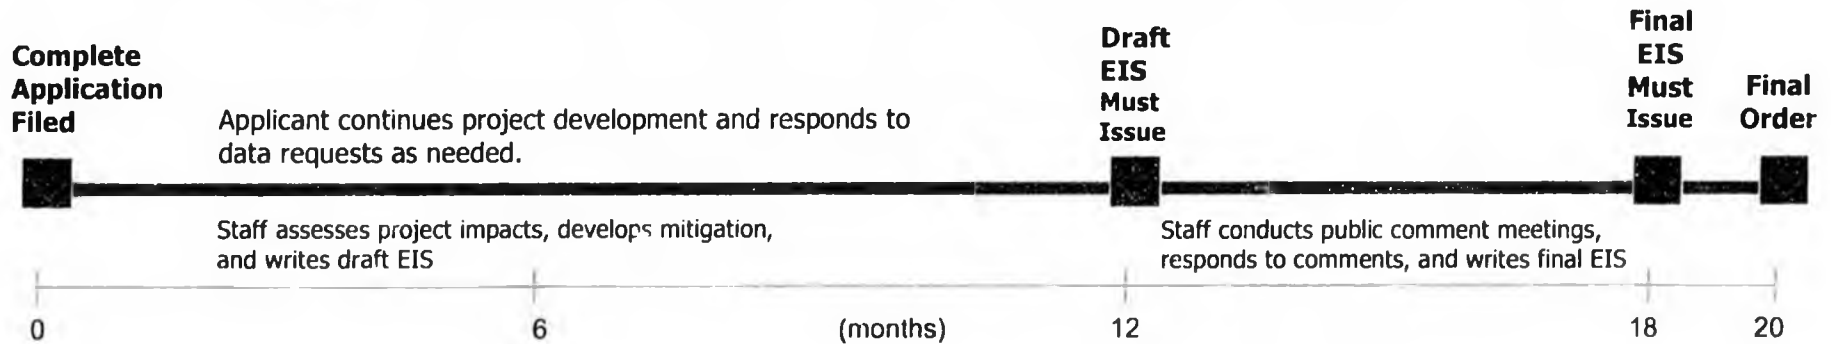 Complete
Application
Filed
Applicant continues project development and responds to
data requests as needed.
Draft
EIS
Must
Issue
Final
EIS
Must
Issue
Final
Order
Staff assesses project impacts, develops mitigation,
and writes draft EIS
Staff conducts public comment meetings,
responds to comments, and writes final EIS
0
6
(months)
12
18
20